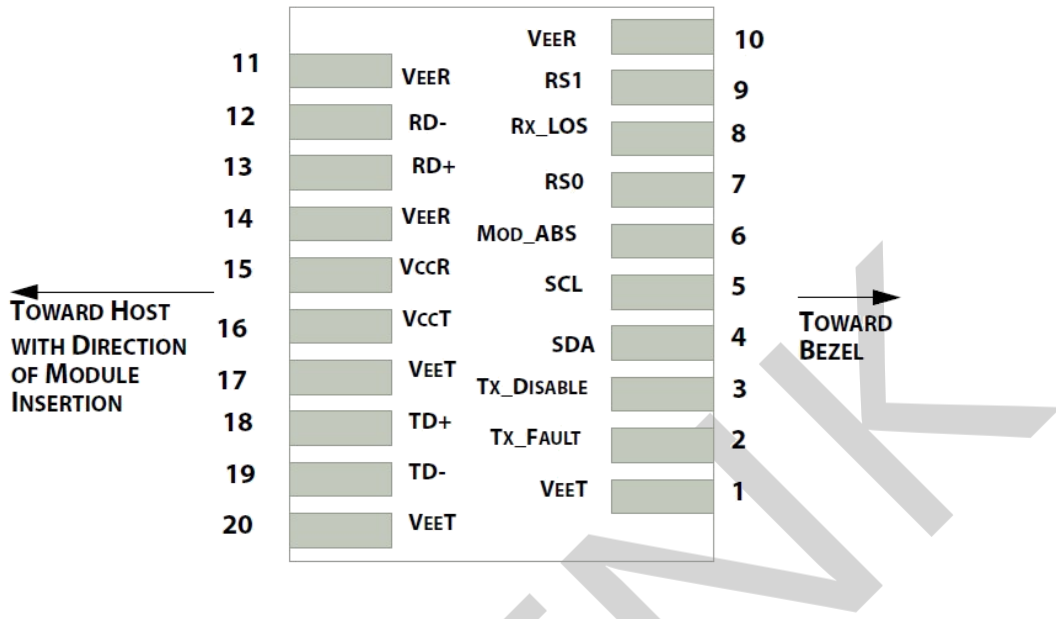 VEER 10
11 VEER
RS1 9
12 RD-
RX_LOS 8
13 RD+
RS0 7
14 VEER
MOD_ABS 6
15 VCCR
SCL 5
TOWARD HOST
WITH DIRECTION
OF MODULE
INSERTION
TOWARD
BEZEL
16 VCCT
SDA 4
17 VEET
TX_DISABLE 3
18 TD+
TX_FAULT 2
19 TD-
VEET 1
20 VEET